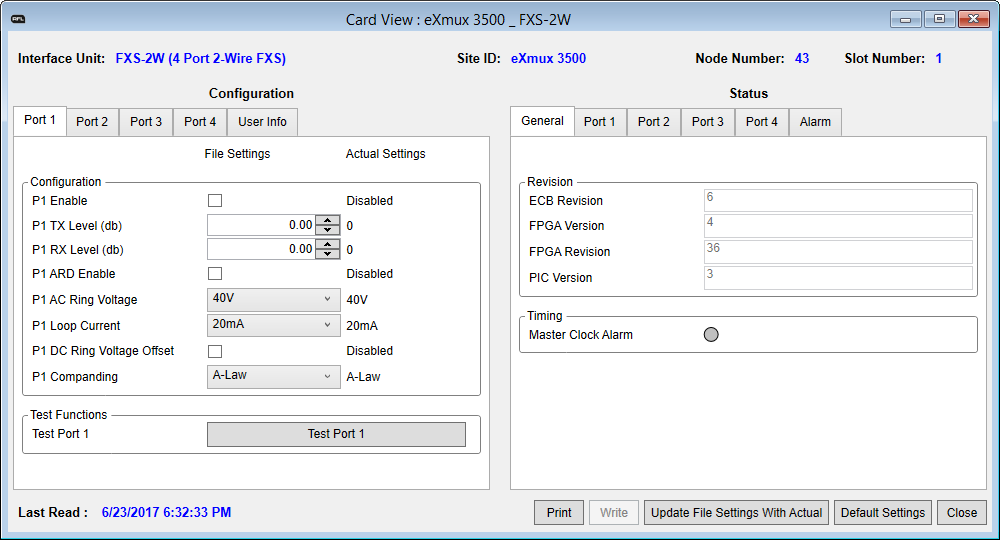 RFL
Card View : eXmux 3500 _ FXS-2W
Interface Unit: FXS-2W (4 Port 2-Wire FXS) Site ID: eXmux 3500 Node Number: 43 Slot Number: 1
Configuration
Port 1 Port 2 Port 3 Port 4 User Info
File Settings Actual Settings
Configuration
P1 Enable Disabled
P1 TX Level (db) 0.00 0
P1 RX Level (db) 0.00 0
P1 ARD Enable Disabled
P1 AC Ring Voltage 40V 40V
P1 Loop Current 20mA 20mA
P1 DC Ring Voltage Offset Disabled
P1 Companding A-Law A-Law
Test Functions
Test Port 1 Test Port 1
Status
General Port 1 Port 2 Port 3 Port 4 Alarm
Revision
ECB Revision 6
FPGA Version 4
FPGA Revision 36
PIC Version 3
Timing
Master Clock Alarm
Last Read : 6/23/2017 6:32:33 PM
Print Write Update File Settings With Actual Default Settings Close